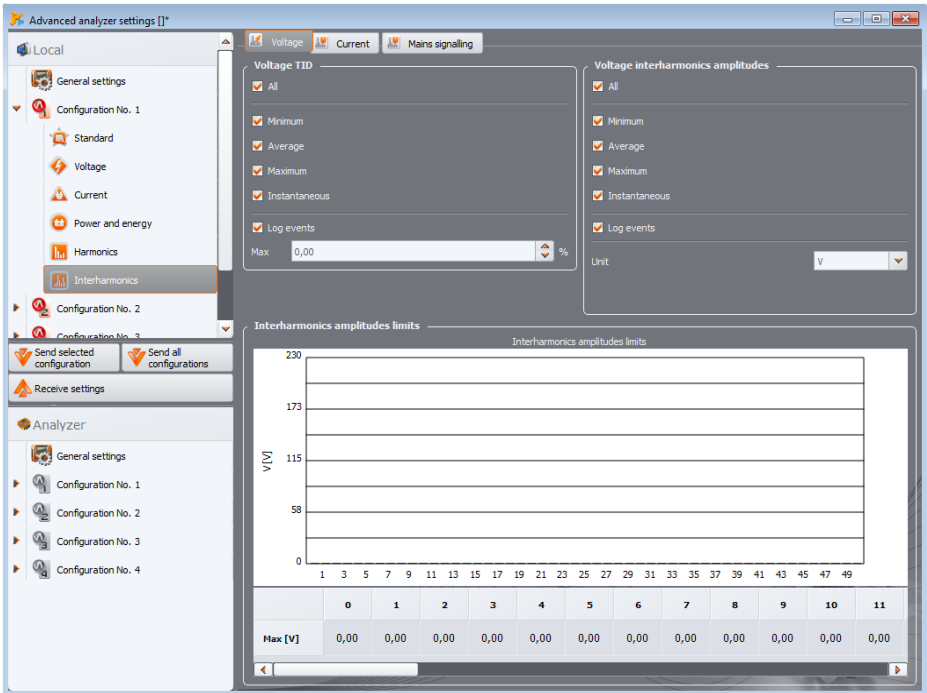 Advanced analyzer settings []*
Local
General settings
Configuration No. 1
Standard
Voltage
Current
Power and energy
Harmonics
Interharmonics
Configuration No. 2
Configuration No. 3
Send selected configuration
Send all configurations
Receive settings
Analyzer
General settings
Configuration No. 1
Configuration No. 2
Configuration No. 3
Configuration No. 4
Voltage Current Mains signalling
Voltage TID
All
Minimum
Average
Maximum
Instantaneous
Log events
Max 0,00 %
Voltage interharmonics amplitudes
All
Minimum
Average
Maximum
Instantaneous
Log events
Unit V
Interharmonics amplitudes limits
Interharmonics amplitudes limits
230
173
V [V]
115
58
0
1 3 5 7 9 11 13 15 17 19 21 23 25 27 29 31 33 35 37 39 41 43 45 47 49
0 1 2 3 4 5 6 7 8 9 10 11
Max [V] 0,00 0,00 0,00 0,00 0,00 0,00 0,00 0,00 0,00 0,00 0,00 0,00